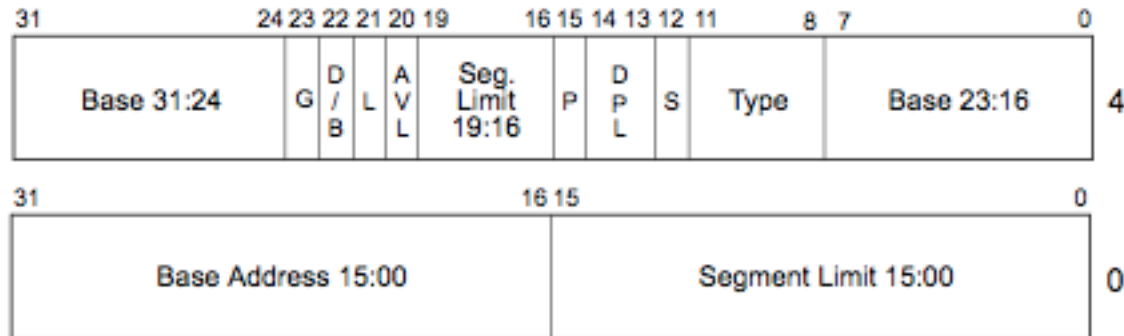 31 24 23 22 21 20 19 16 15 14 13 12 11 8 7 0
Base 31:24 G D/B L AVL Seg. Limit 19:16 P DPL S Type Base 23:16 4
31 16 15 0
Base Address 15:00 Segment Limit 15:00 0